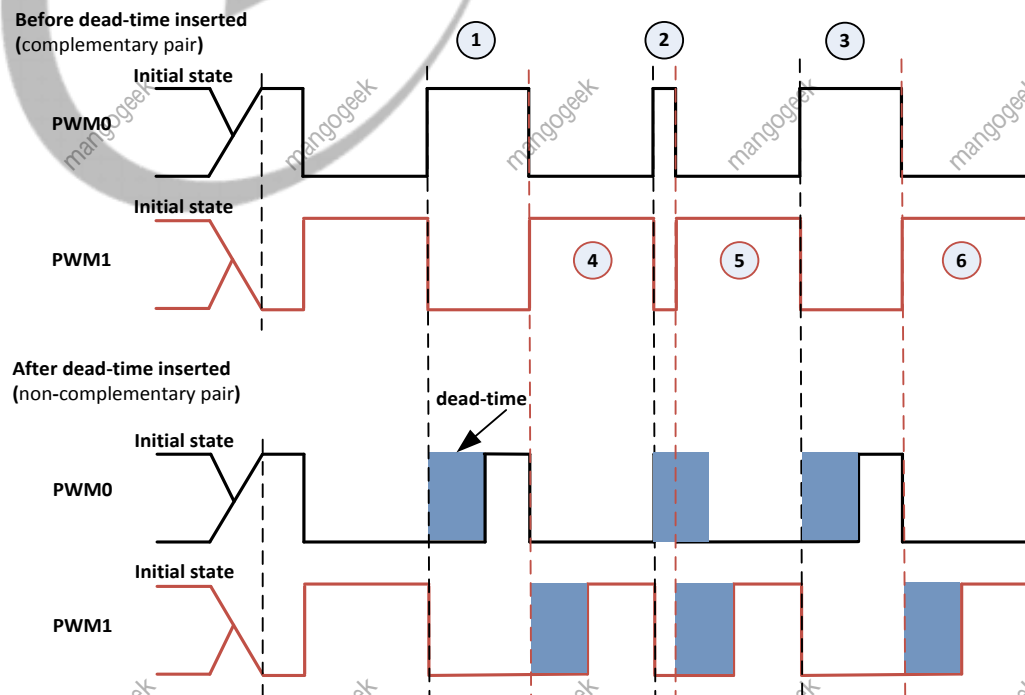 Before dead-time inserted
(complementary pair)
1
2
3
Initial state
PWM0
mangogeek
mangogeek
mangogeek
mangogeek
mangogeek
Initial state
PWM1
4
5
6
After dead-time inserted
(non-complementary pair)
dead-time
Initial state
PWM0
Initial state
PWM1